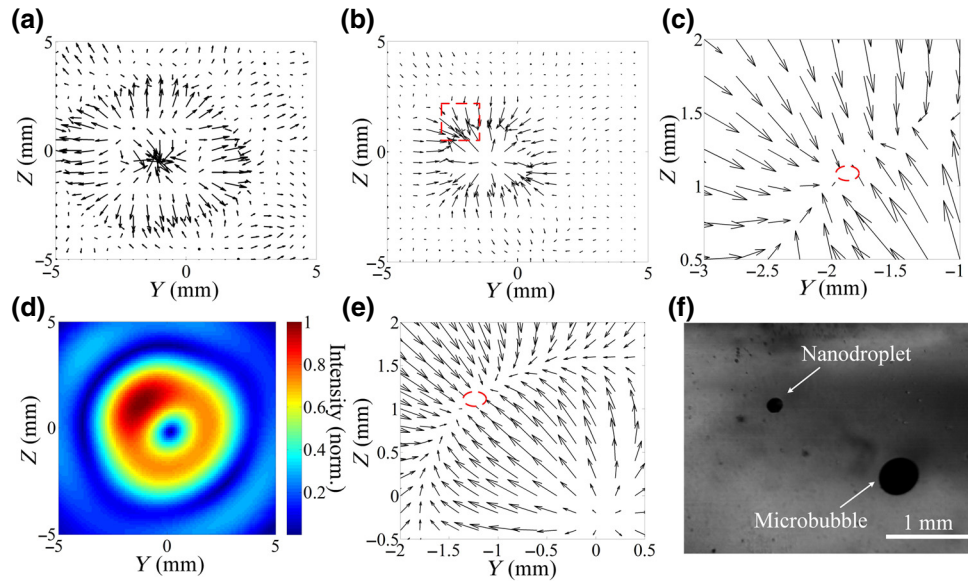 (a)
5
Z (mm)
0
−5
−5
0
5
Y (mm)
(b)
5
Z (mm)
0
−5
−5
0
5
Y (mm)
(c)
2
1.5
Z (mm)
1
0.5
−3
−2.5
−2
−1.5
−1
Y (mm)
(d)
5
Z (mm)
0
−5
−5
0
5
Y (mm)
1
0.8
0.6
0.4
0.2
Intensity (norm.)
(e)
2
1.5
Z (mm)
1
0.5
0
−0.5
−2
−1.5
−1
−0.5
0
0.5
Y (mm)
(f)
Nanodroplet
Microbubble
1 mm